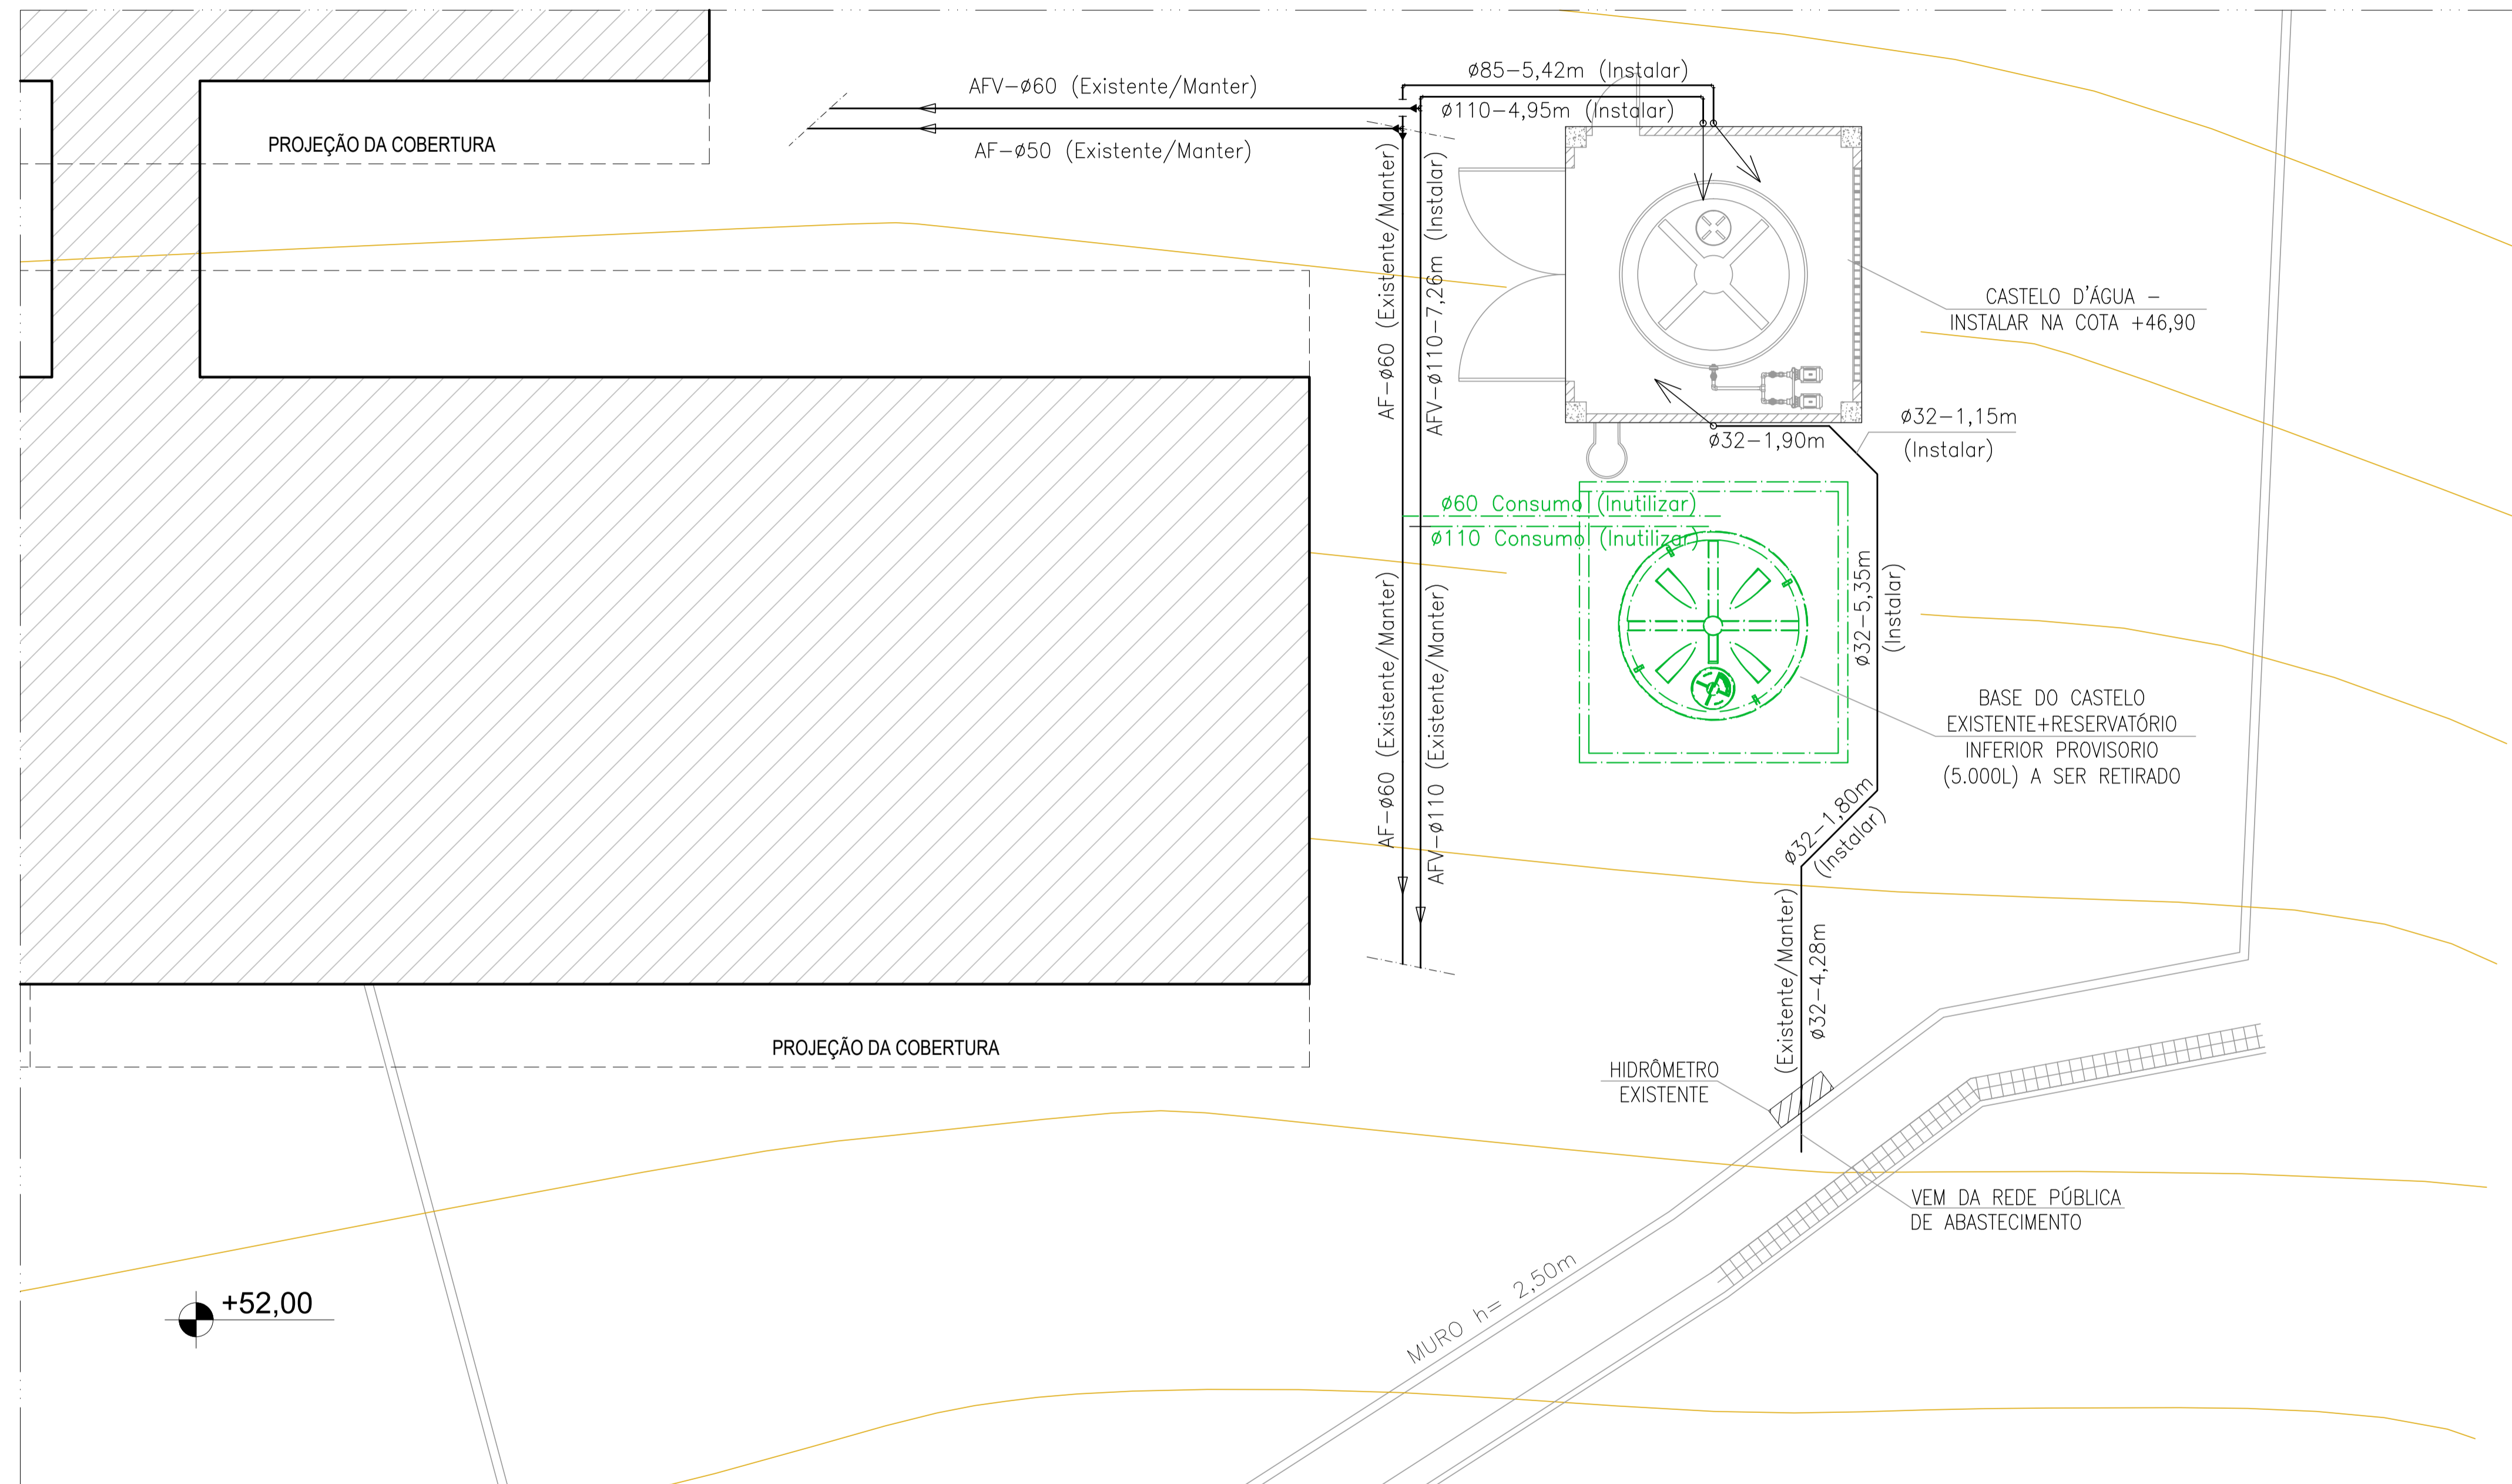 ø85-5,42m (Instalar)
AFV-ø60 (Existente/Manter)
ø110-4,95m (Instalar)
PROJEÇÃO DA COBERTURA
AF-ø50 (Existente/Manter)
AF-ø60 (Existente/Manter)
AFV-ø110-7,26m (Instalar)
CASTELO D'ÁGUA -
INSTALAR NA COTA +46,90
ø32-1,15m
(Instalar)
ø32-1,90m
ø60 Consumo (Inutilizar)
ø110 Consumo (Inutilizar)
ø32-5,35m
(Instalar)
AF-ø60 (Existente/Manter)
AFV-ø110 (Existente/Manter)
BASE DO CASTELO
EXISTENTE+RESERVATÓRIO
INFERIOR PROVISORIO
(5.000L) A SER RETIRADO
ø32-1,80m
(Instalar)
(Existente/Manter)
ø32-4,28m
PROJEÇÃO DA COBERTURA
HIDRÔMETRO
EXISTENTE
VEM DA REDE PÚBLICA
DE ABASTECIMENTO
MURO h= 2,50m
+52,00